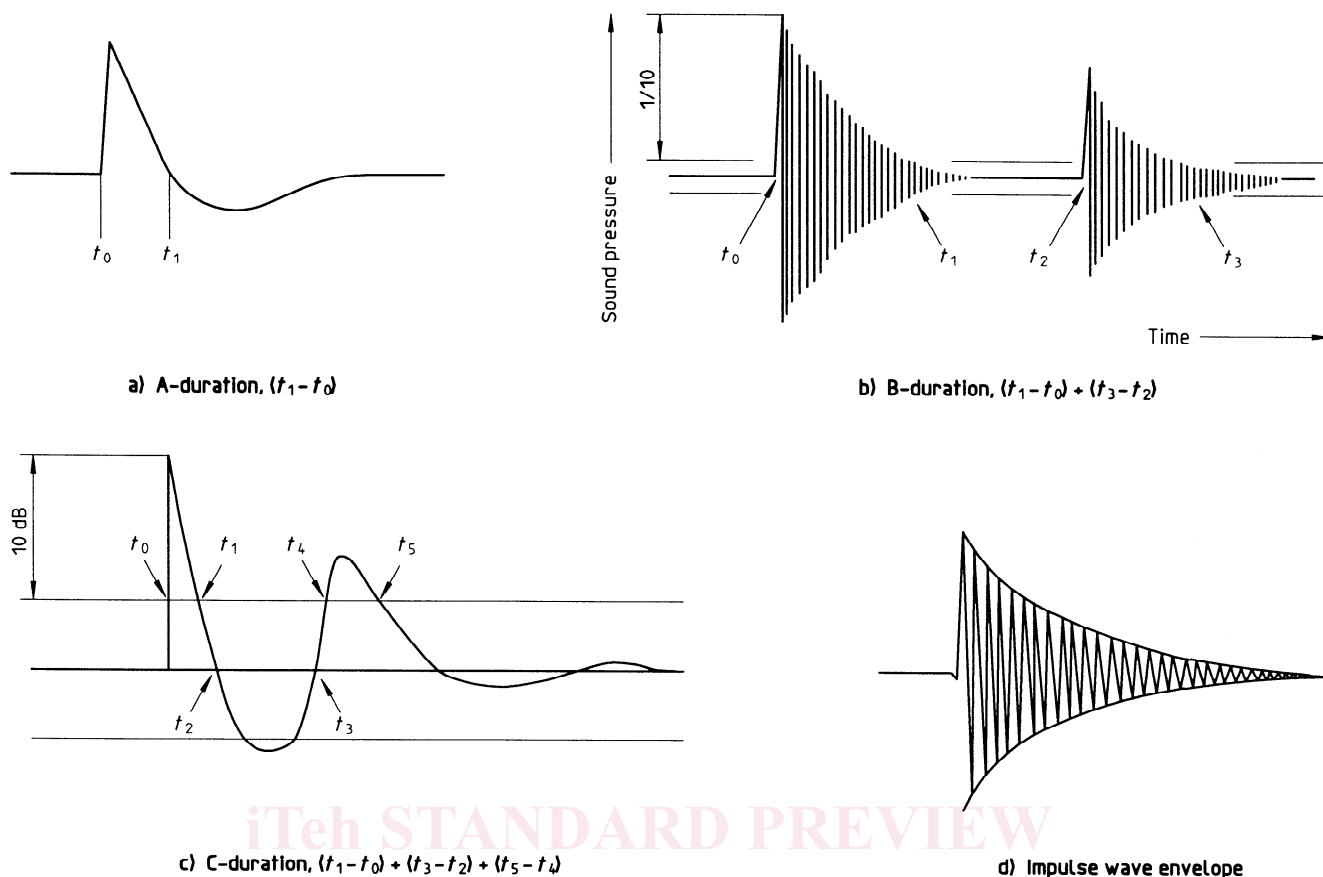 t₀
t₁
a) A-duration, (t₁ – t₀)
Sound pressure
1/10
t₀
t₁
t₂
t₃
Time
b) B-duration, (t₁ – t₀) + (t₃ – t₂)
10 dB
t₀
t₁
t₄
t₅
t₂
t₃
c) C-duration, (t₁ – t₀) + (t₃ – t₂) + (t₅ – t₄)
d) Impulse wave envelope
iTeh STANDARD PREVIEW